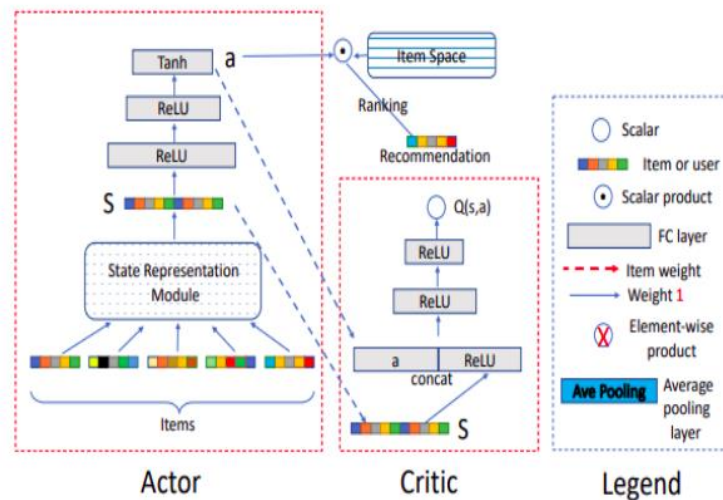 Tanh
a
ReLU
ReLU
S
State Representation
Module
Items
Actor
Item Space
Ranking
Recommendation
Q(s,a)
ReLU
ReLU
a
ReLU
concat
S
Critic
Scalar
Item or user
Scalar product
FC layer
Item weight
Weight 1
Element-wise
product
X
Ave Pooling
Average
pooling
layer
Legend